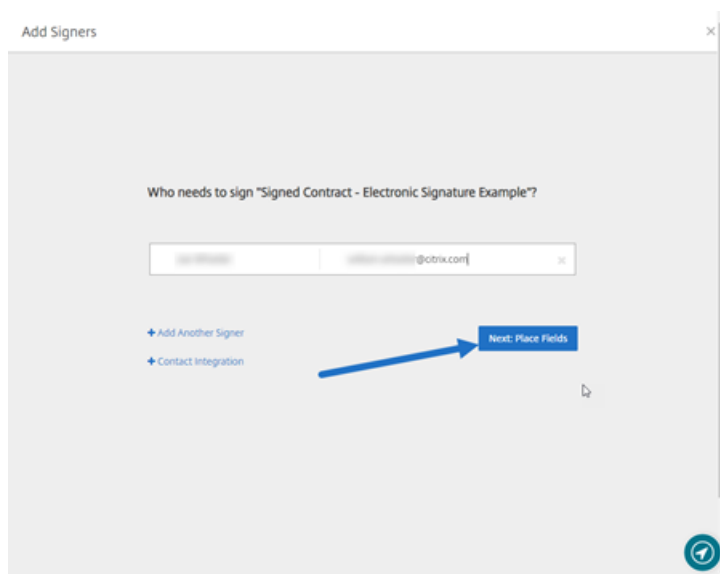 Add Signers
Who needs to sign "Signed Contract - Electronic Signature Example"?
@citrix.com
Add Another Signer
Next: Place Fields
Contact Integration